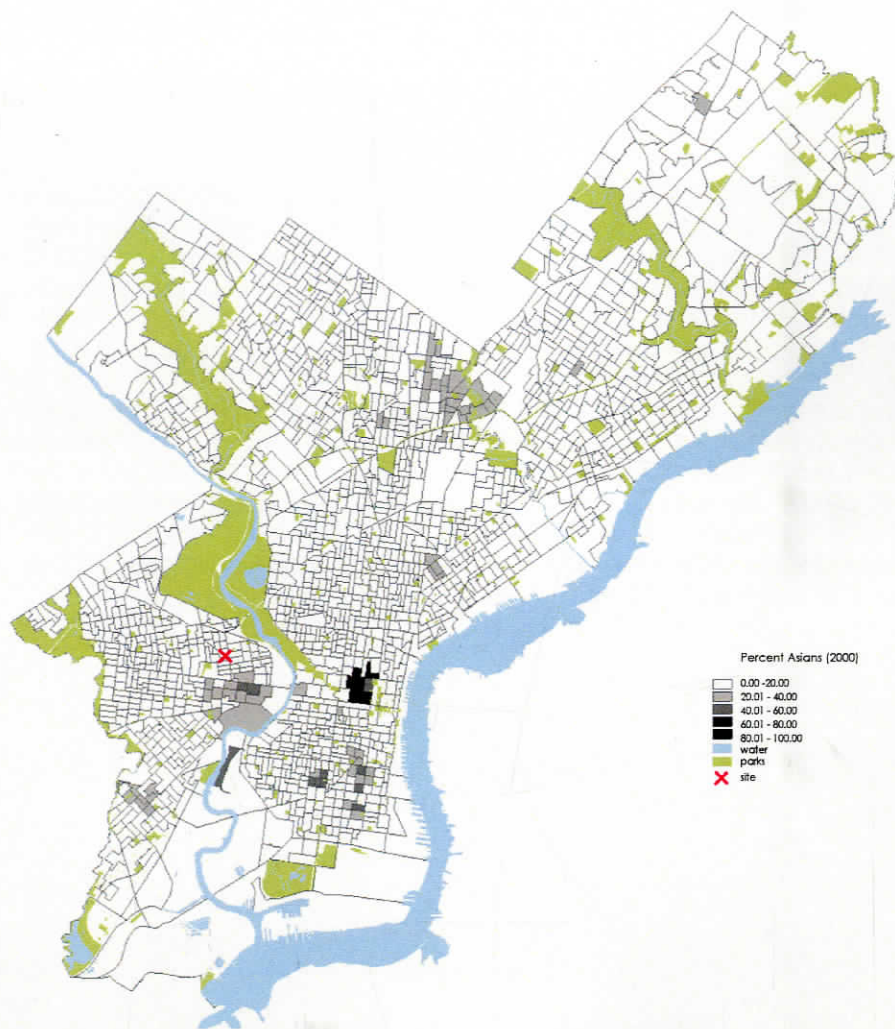 Percent Asians (2000)
0.00 -20.00
20.01 - 40.00
40.01 - 60.00
60.01 - 80.00
80.01 - 100.00
water
parks
site